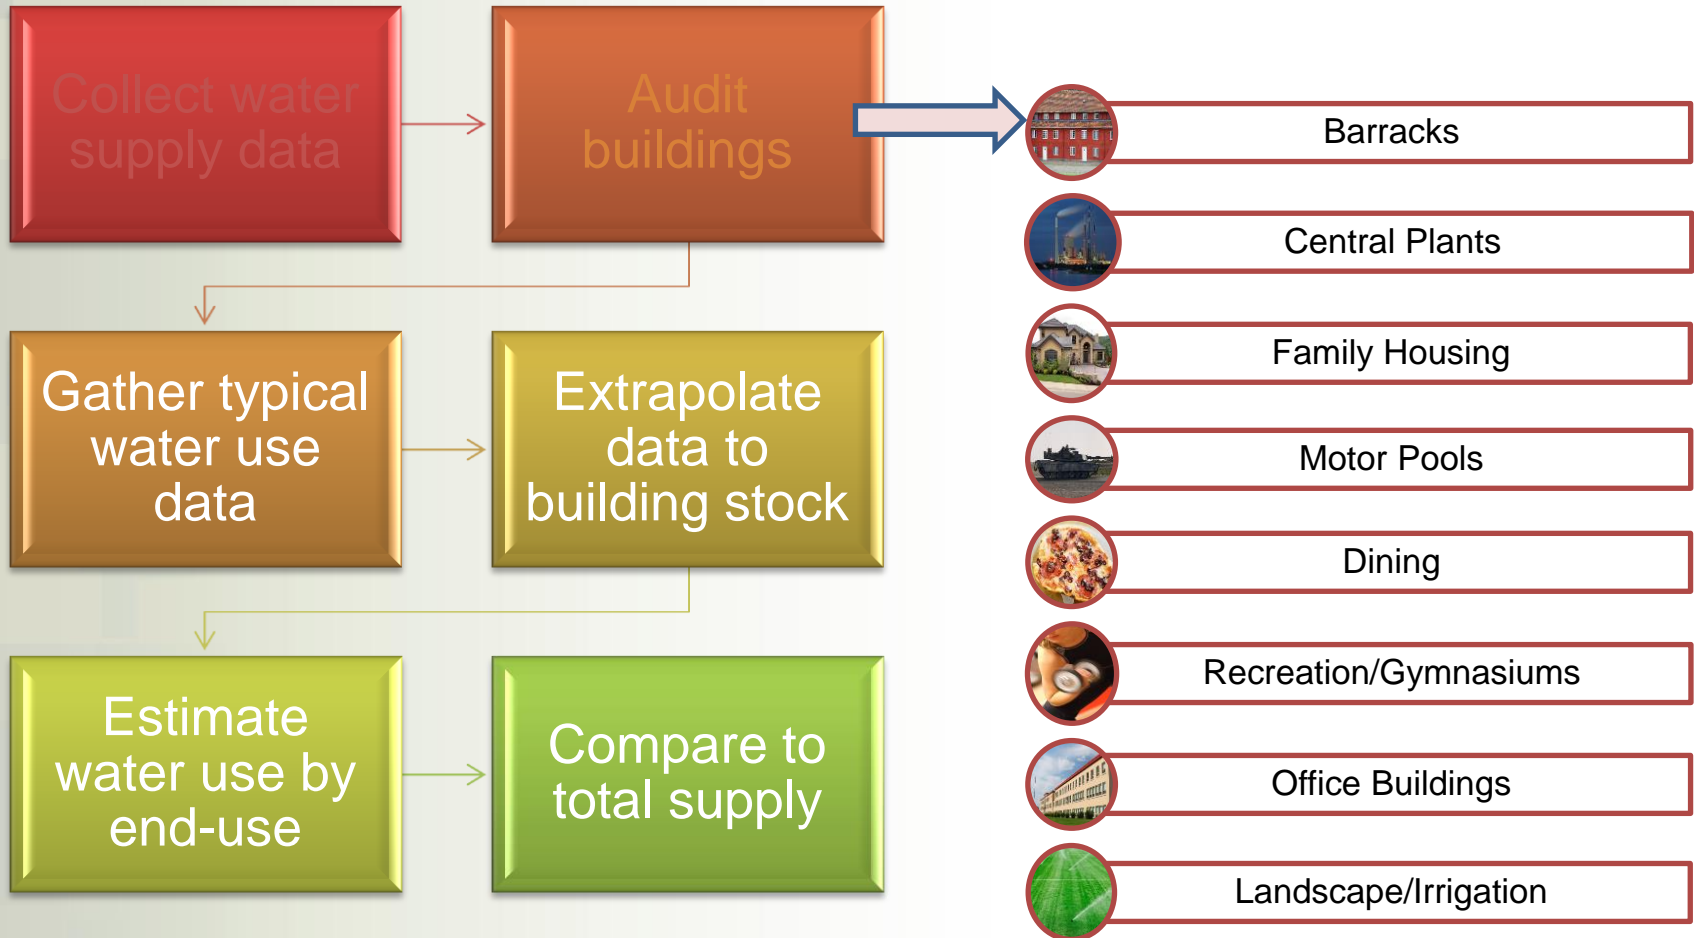 Collect water
supply data
Audit
buildings
Gather typical
water use
data
Extrapolate
data to
building stock
Estimate
water use by
end-use
Compare to
total supply
Barracks
Central Plants
Family Housing
Motor Pools
Dining
Recreation/Gymnasiums
Office Buildings
Landscape/Irrigation